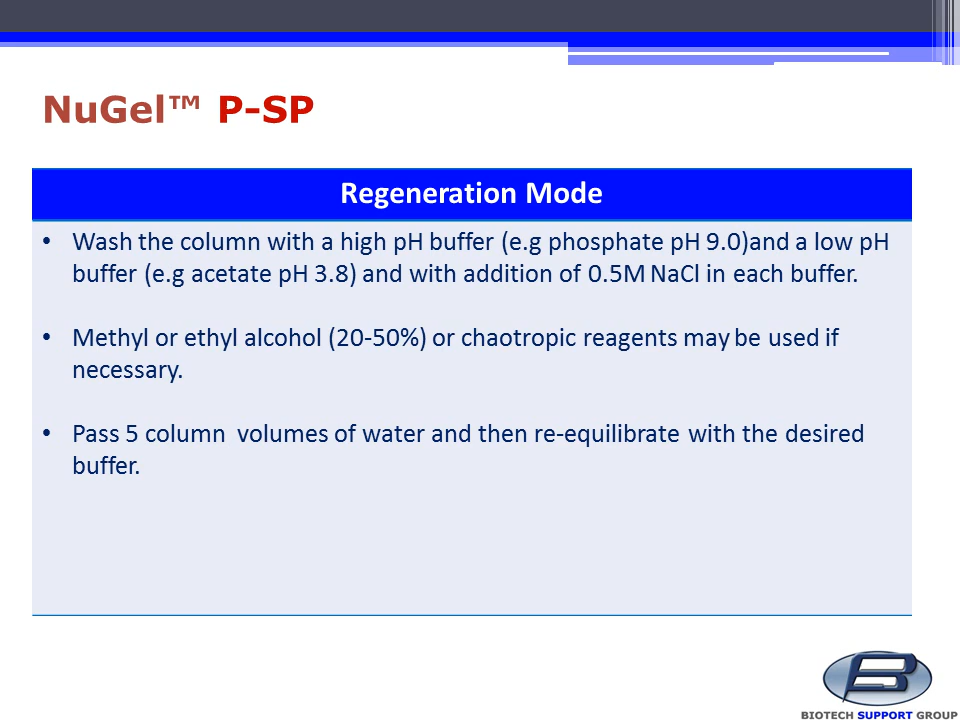 NuGel™ P-SP
Regeneration Mode
• Wash the column with a high pH buffer (e.g phosphate pH 9.0)and a low pH
buffer (e.g acetate pH 3.8) and with addition of 0.5M NaCl in each buffer.
• Methyl or ethyl alcohol (20-50%) or chaotropic reagents may be used if
necessary.
• Pass 5 column volumes of water and then re-equilibrate with the desired
buffer.
BIOTECH SUPPORT GROUP